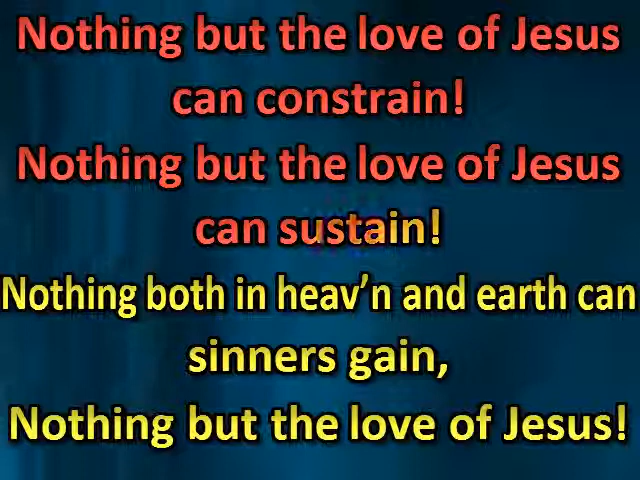 Nothing but the love of Jesus
can constrain!
Nothing but the love of Jesus
can sustain!
Nothing both in heav’n and earth can
sinners gain,
Nothing but the love of Jesus!